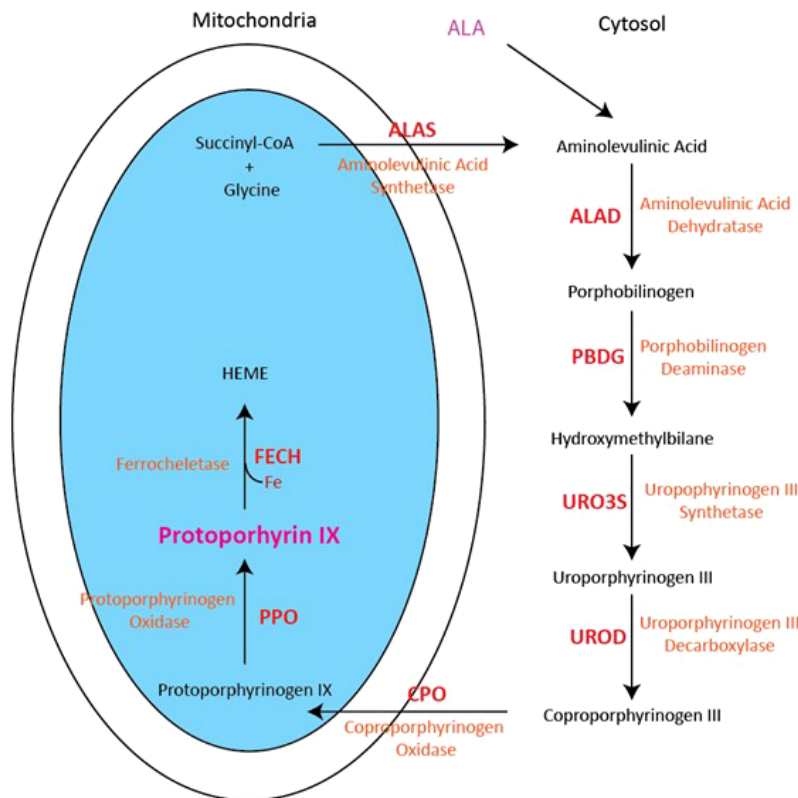 Mitochondria
ALA
Cytosol
Succinyl-CoA
+
Glycine
ALAS
Aminolevulinic Acid
Synthetase
Aminolevulinic Acid
ALAD
Aminolevulinic Acid
Dehydratase
Porphobilinogen
PBDG
Porphobilinogen
Deaminase
Hydroxymethylbilane
URO3S
Uropophyrinogen III
Synthetase
Uroporphyrinogen III
UROD
Uroporphyrinogen III
Decarboxylase
Coproporphyrinogen III
CPO
Coproporphyrinogen
Oxidase
Protoporphyrinogen IX
PPO
Protoporphyrinogen
Oxidase
Protoporhyrin IX
FECH
Ferrocheletase
Fe
HEME